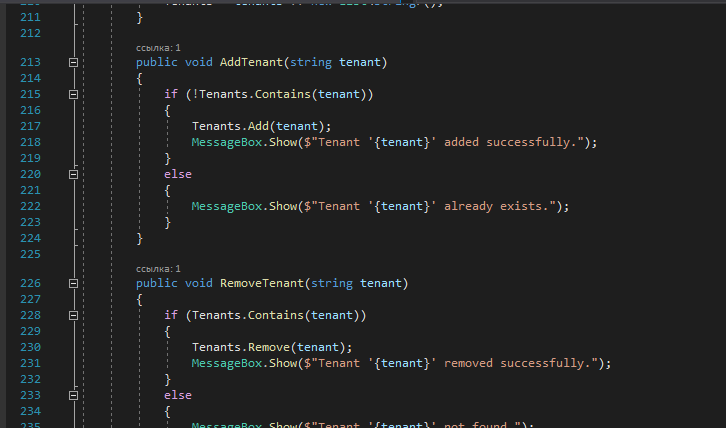 211 }
212
ссылка: 1
213 public void AddTenant(string tenant)
214 {
215 if (!Tenants.Contains(tenant))
216 {
217 Tenants.Add(tenant);
218 MessageBox.Show($"Tenant '{tenant}' added successfully.");
219 }
220 else
221 {
222 MessageBox.Show($"Tenant '{tenant}' already exists.");
223 }
224 }
225
ссылка: 1
226 public void RemoveTenant(string tenant)
227 {
228 if (Tenants.Contains(tenant))
229 {
230 Tenants.Remove(tenant);
231 MessageBox.Show($"Tenant '{tenant}' removed successfully.");
232 }
233 else
234 {
235 MessageBox.Show($"Tenant '{tenant}' not found.");